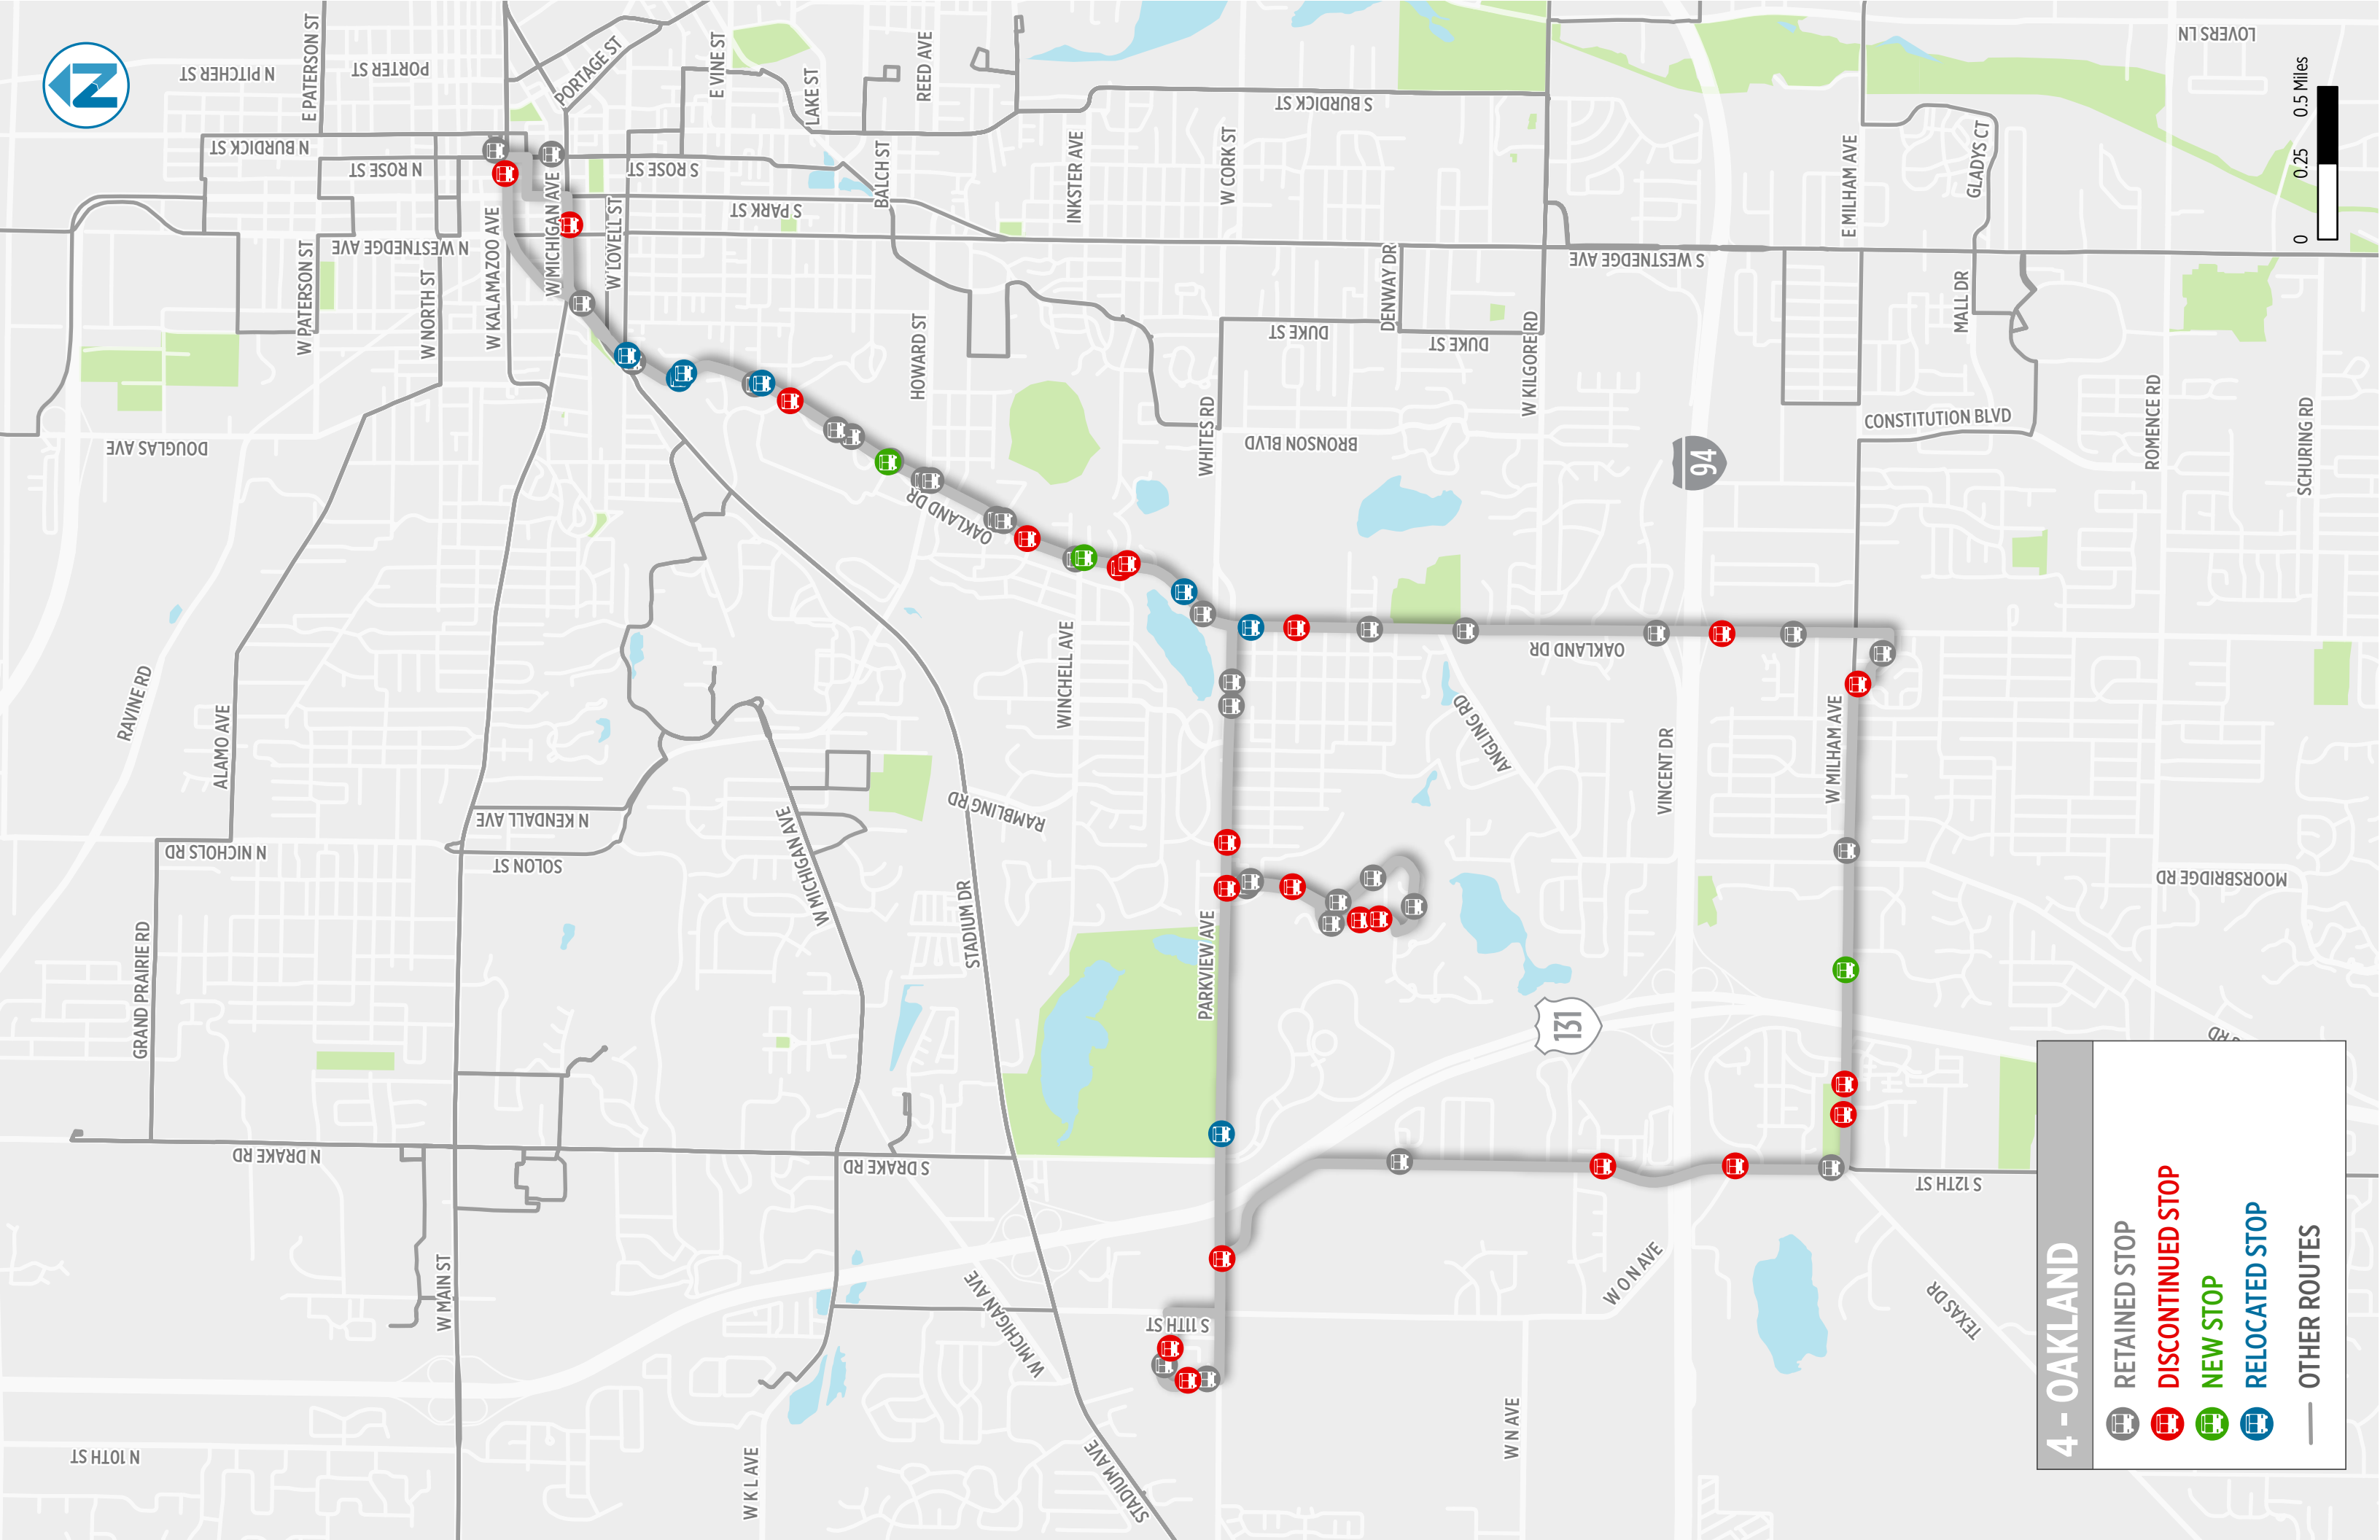 N
E PATERSON ST
N PITCHER ST
PORTER ST
PORTAGE ST
E VINE ST
LAKE ST
REED AVE
LOVERS LN
N BURDICK ST
N ROSE ST
S ROSE ST
S BURDICK ST
BALCH ST
INKSTER AVE
W CORK ST
E MILHAM AVE
GLADYS CT
0
0.25
0.5 Miles
N WESTNEDGE AVE
W KALAMAZOO AVE
W MICHIGAN AVE
W LOVELL ST
S PARK ST
S WESTNEDGE AVE
W PATERSON ST
W NORTH ST
HOWARD ST
DUKE ST
DENWAY DR
DUKE ST
W KILGORE RD
MALL DR
DOUGLAS AVE
WHITES RD
BRONSON BLVD
CONSTITUTION BLVD
ROMENCE RD
SCHURING RD
94
OAKLAND DR
OAKLAND DR
RAVINE RD
ALAMO AVE
WINCHELL AVE
ANGLING RD
VINCENT DR
W MILHAM AVE
N KENDALL AVE
RAMBLING RD
N NICHOLS RD
SOLON ST
W MICHIGAN AVE
STADIUM DR
PARKVIEW AVE
MOORSBRIDGE RD
GRAND PRAIRIE RD
131
RD
N DRAKE RD
S DRAKE RD
S 12TH ST
W MAIN ST
W MICHIGAN AVE
S 11TH ST
W O N AVE
TEXAS DR
N 10TH ST
W K L AVE
STADIUM AVE
W N AVE
4 - OAKLAND
RETAINED STOP
DISCONTINUED STOP
NEW STOP
RELOCATED STOP
OTHER ROUTES